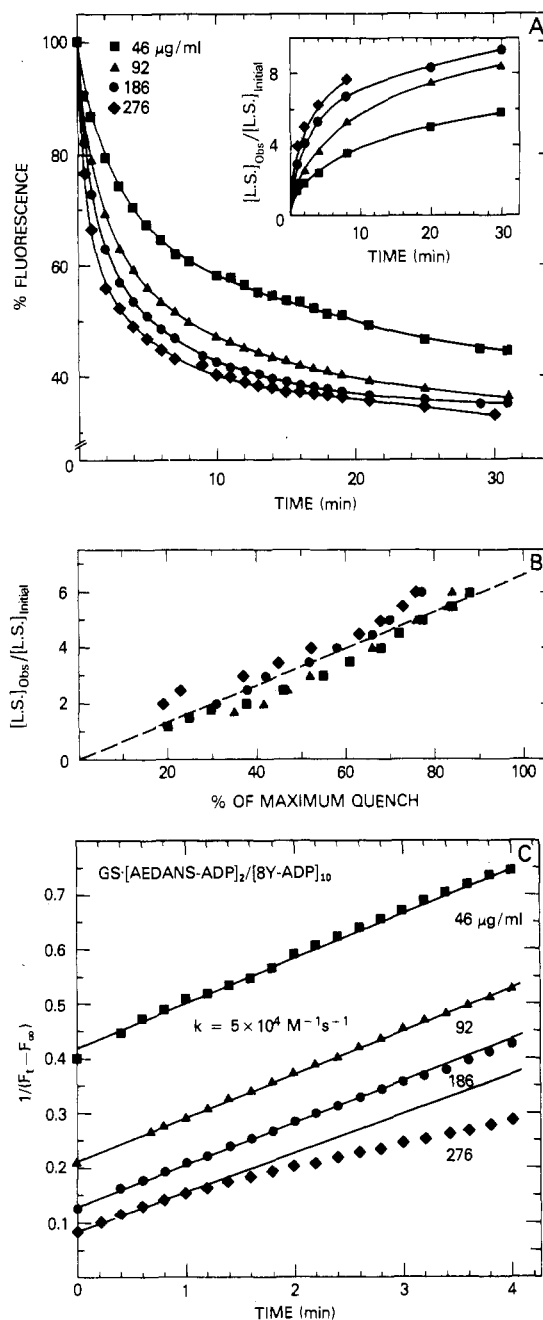 A
% FLUORESCENCE
100
80
60
40
0
■ 46 μg/ml
▲ 92
● 186
◆ 276
[L.S.]Obs/[L.S.]Initial
8
4
0
0 10 20 30
TIME (min)
10 20 30
TIME (min)
B
[L.S.]Obs/[L.S.]Initial
6
4
2
0
20 40 60 80 100
% OF MAXIMUM QUENCH
C
GS·[AEDANS-ADP]2/[8Y-ADP]10
1/(Ft − F∞)
0.7
0.6
0.5
0.4
0.3
0.2
0.1
46 μg/ml
k = 5 × 10⁴ M⁻¹s⁻¹
92
186
276
0 1 2 3 4
TIME (min)